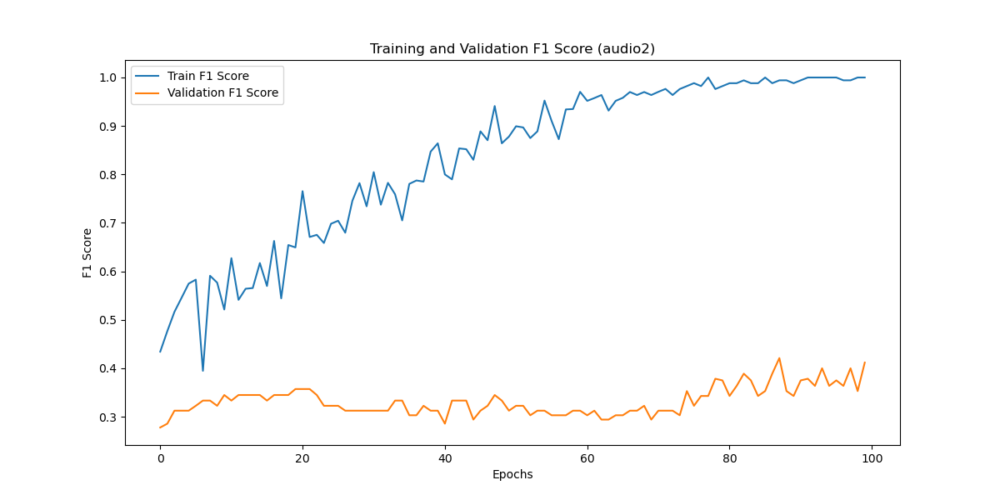 Training and Validation F1 Score (audio2)
Train F1 Score
Validation F1 Score
1.0
0.9
0.8
0.7
0.6
0.5
0.4
0.3
F1 Score
0 20 40 60 80 100
Epochs